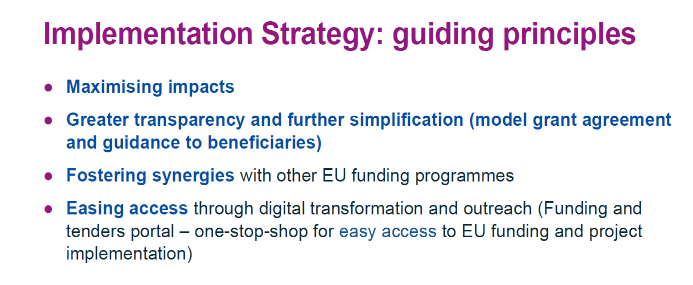 Implementation Strategy: guiding principles
● Maximising impacts
● Greater transparency and further simplification (model grant agreement
and guidance to beneficiaries)
● Fostering synergies with other EU funding programmes
● Easing access through digital transformation and outreach (Funding and
tenders portal – one-stop-shop for easy access to EU funding and project
implementation)